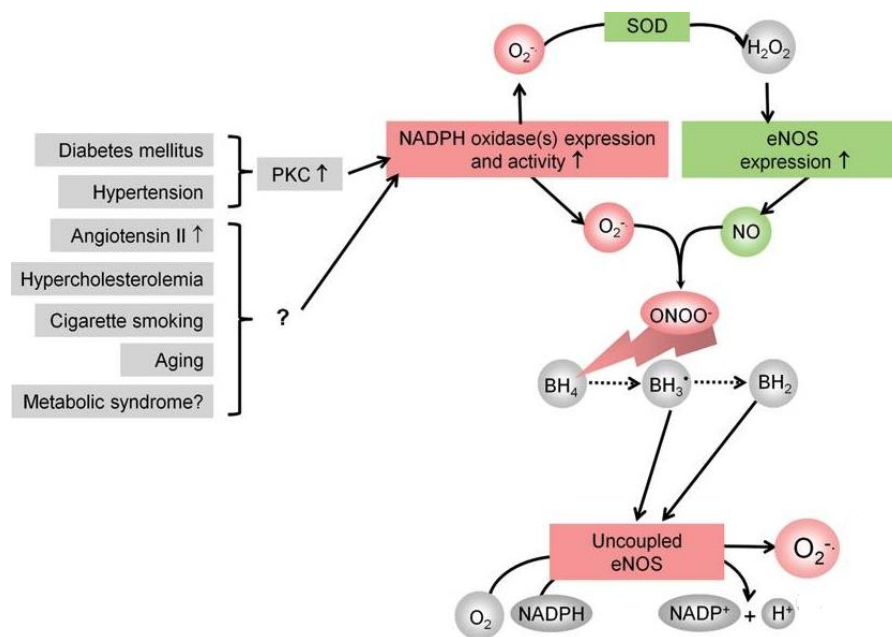 SOD
O₂⁻·
H₂O₂
NADPH oxidase(s) expression
and activity ↑
eNOS
expression ↑
Diabetes mellitus
Hypertension
PKC ↑
Angiotensin II ↑
Hypercholesterolemia
Cigarette smoking
Aging
Metabolic syndrome?
?
O₂⁻·
NO
ONOO⁻
BH₄
BH₃•
BH₂
Uncoupled
eNOS
O₂⁻·
O₂
NADPH
NADP⁺ + H⁺